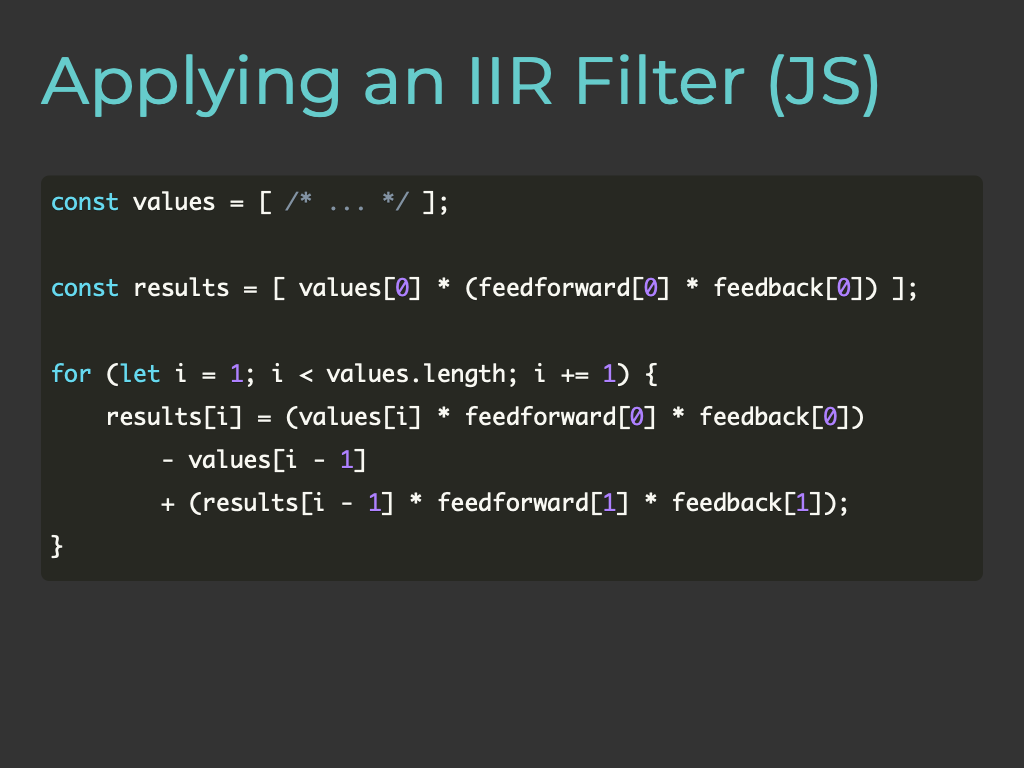 Applying an IIR Filter (JS)
const values = [ /* ... */ ];
const results = [ values[0] * (feedforward[0] * feedback[0]) ];
for (let i = 1; i < values.length; i += 1) {
    results[i] = (values[i] * feedforward[0] * feedback[0])
        - values[i - 1]
        + (results[i - 1] * feedforward[1] * feedback[1]);
}